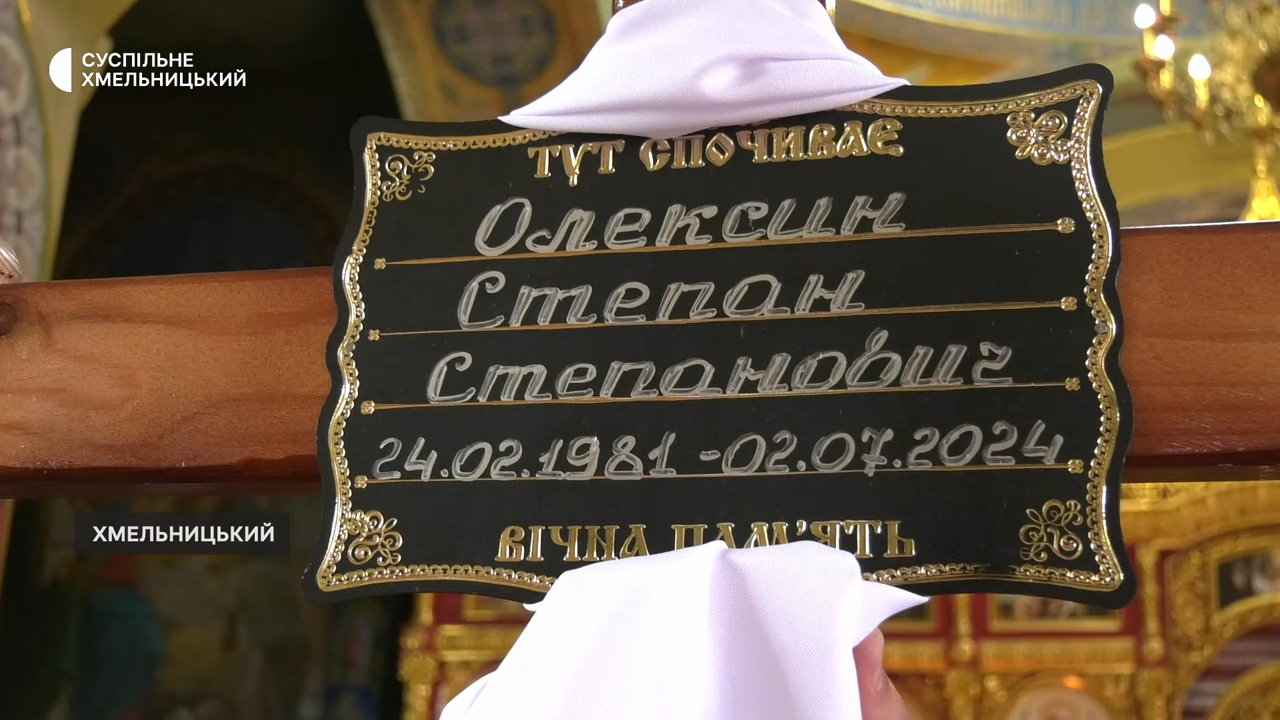 СУСПІЛЬНЕ
ХМЕЛЬНИЦЬКИЙ
ТУТ СПОЧИВАЄ
Олексин
Степан
Степанович
24.02.1981 - 02.07.2024
ВІЧНА ПАМ'ЯТЬ
ХМЕЛЬНИЦЬКИЙ